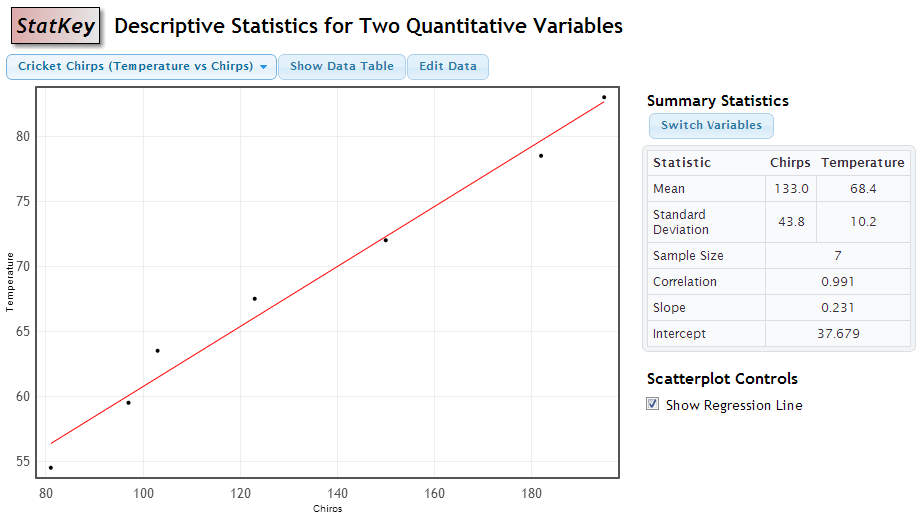 StatKey Descriptive Statistics for Two Quantitative Variables
Cricket Chirps (Temperature vs Chirps) Show Data Table Edit Data
Summary Statistics
Switch Variables
Statistic Chirps Temperature
Mean 133.0 68.4
Standard
Deviation 43.8 10.2
Sample Size 7
Correlation 0.991
Slope 0.231
Intercept 37.679
Scatterplot Controls
Show Regression Line
Temperature
80
75
70
65
60
55
80 100 120 140 160 180
Chirps